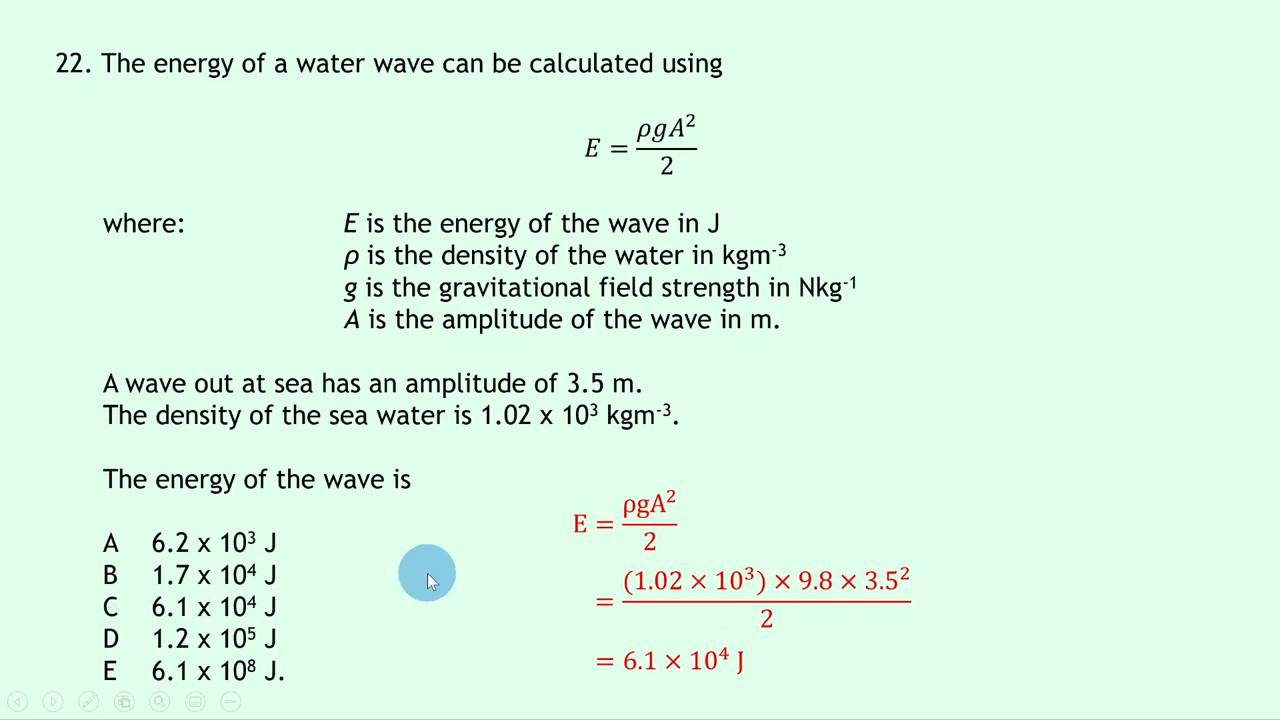 22. The energy of a water wave can be calculated using
E = ρgA²/2
where: E is the energy of the wave in J
ρ is the density of the water in kgm⁻³
g is the gravitational field strength in Nkg⁻¹
A is the amplitude of the wave in m.
A wave out at sea has an amplitude of 3.5 m.
The density of the sea water is 1.02 x 10³ kgm⁻³.
The energy of the wave is
A 6.2 x 10³ J
B 1.7 x 10⁴ J
C 6.1 x 10⁴ J
D 1.2 x 10⁵ J
E 6.1 x 10⁸ J.
E = ρgA²/2
= (1.02 × 10³) × 9.8 × 3.5²/2
= 6.1 × 10⁴ J